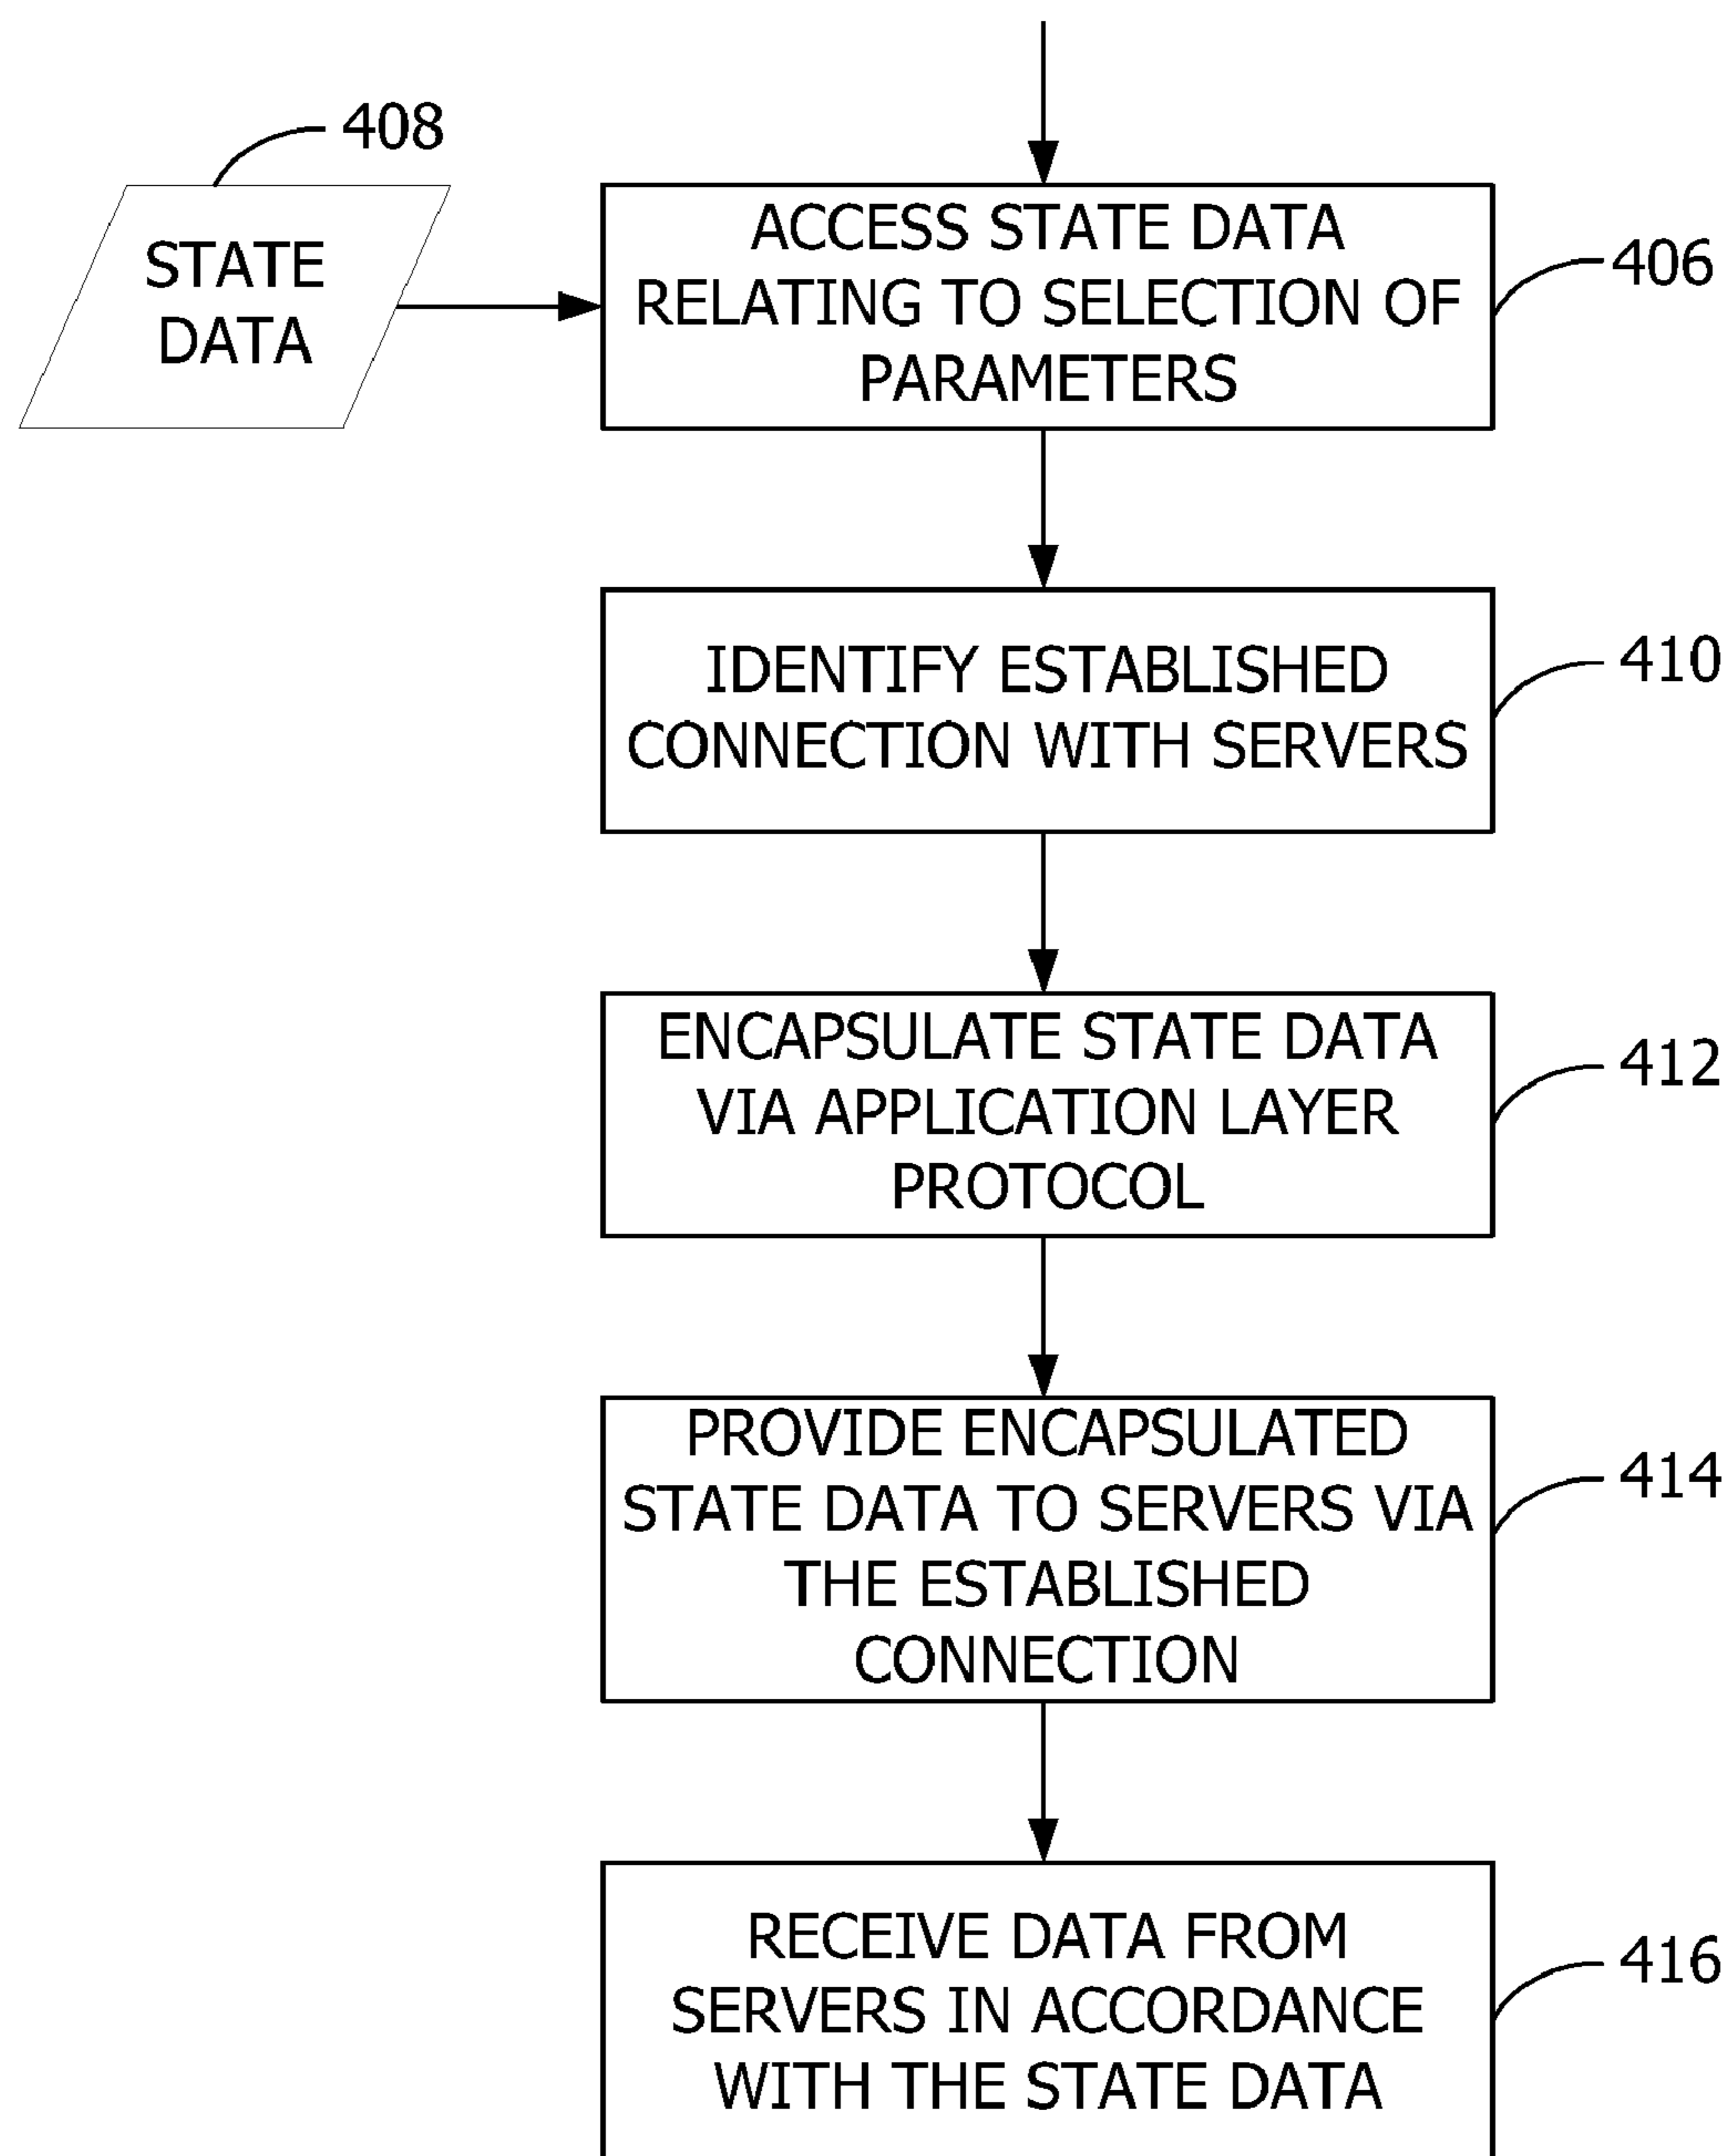 408
STATE
DATA
ACCESS STATE DATA
RELATING TO SELECTION OF
PARAMETERS
406
IDENTIFY ESTABLISHED
CONNECTION WITH SERVERS
410
ENCAPSULATE STATE DATA
VIA APPLICATION LAYER
PROTOCOL
412
PROVIDE ENCAPSULATED
STATE DATA TO SERVERS VIA
THE ESTABLISHED
CONNECTION
414
RECEIVE DATA FROM
SERVERS IN ACCORDANCE
WITH THE STATE DATA
416